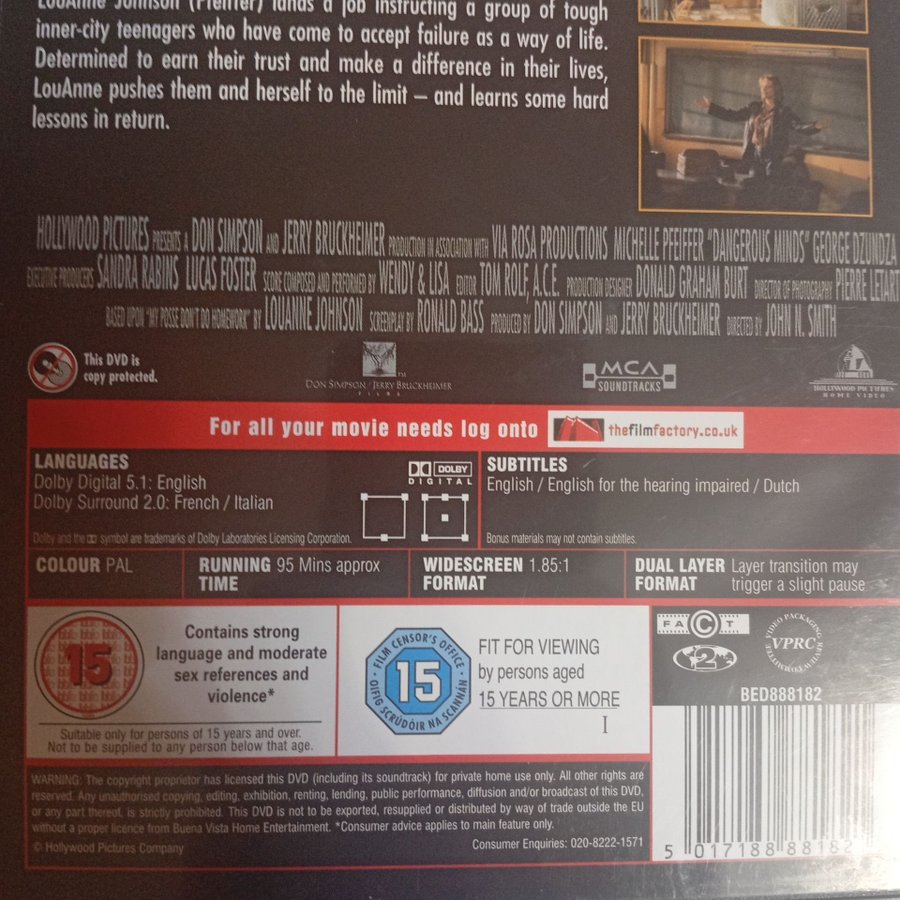 LouAnne Johnson (Pfeiffer) lands a job instructing a group of tough
inner-city teenagers who have come to accept failure as a way of life.
Determined to earn their trust and make a difference in their lives,
LouAnne pushes them and herself to the limit – and learns some hard
lessons in return.
HOLLYWOOD PICTURES PRESENTS A DON SIMPSON AND JERRY BRUCKHEIMER PRODUCTION IN ASSOCIATION WITH VIA ROSA PRODUCTIONS MICHELLE PFEIFFER "DANGEROUS MINDS" GEORGE DZUNDZA
EXECUTIVE PRODUCERS SANDRA RABINS LUCAS FOSTER SCORE COMPOSED AND PERFORMED BY WENDY & LISA EDITOR TOM ROLF, A.C.E. PRODUCTION DESIGNER DONALD GRAHAM BURT DIRECTOR OF PHOTOGRAPHY PIERRE LETART
BASED UPON "MY POSSE DON'T DO HOMEWORK" BY LOUANNE JOHNSON SCREENPLAY BY RONALD BASS PRODUCED BY DON SIMPSON AND JERRY BRUCKHEIMER DIRECTED BY JOHN N. SMITH
This DVD is
copy protected.
DON SIMPSON / JERRY BRUCKHEIMER
FILMS
MCA
SOUNDTRACKS
HOLLYWOOD PICTURES
HOME VIDEO
For all your movie needs log onto thefilmfactory.co.uk
LANGUAGES
Dolby Digital 5.1: English
Dolby Surround 2.0: French / Italian
DOLBY
DIGITAL
Dolby and the symbol are trademarks of Dolby Laboratories Licensing Corporation.
SUBTITLES
English / English for the hearing impaired / Dutch
Bonus materials may not contain subtitles.
COLOUR PAL
RUNNING TIME 95 Mins approx
WIDESCREEN FORMAT 1.85:1
DUAL LAYER FORMAT Layer transition may
trigger a slight pause
15
Contains strong
language and moderate
sex references and
violence*
Suitable only for persons of 15 years and over.
Not to be supplied to any person below that age.
FILM CENSOR'S OFFICE
15
OIFIG SCRÚDÓIR NA SCANNÁN
FIT FOR VIEWING
by persons aged
15 YEARS OR MORE
I
FACT
2
VIDEO PACKAGING REVIEW COMMITTEE
VPRC
BED888182
WARNING: The copyright proprietor has licensed this DVD (including its soundtrack) for private home use only. All other rights are
reserved. Any unauthorised copying, editing, exhibition, renting, lending, public performance, diffusion and/or broadcast of this DVD,
or any part thereof, is strictly prohibited. This DVD is not to be exported, resupplied or distributed by way of trade outside the EU
without a proper licence from Buena Vista Home Entertainment. *Consumer advice applies to main feature only.
© Hollywood Pictures Company
Consumer Enquiries: 020-8222-1571
5 017188 88182